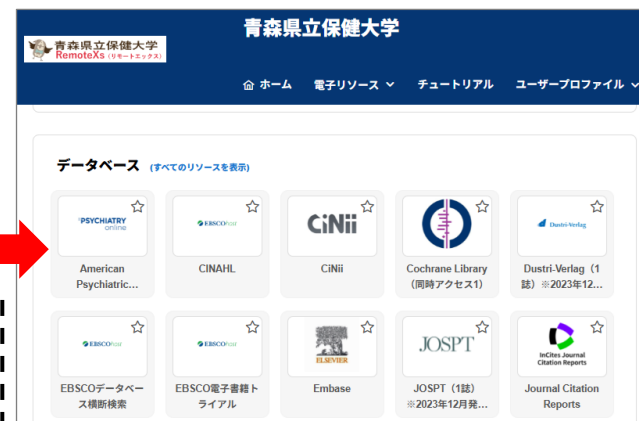 青森県立保健大学
青森県立保健大学
RemoteXs (リモートエックス)
ホーム 電子リソース チュートリアル ユーザープロファイル
データベース (すべてのリソースを表示)
PSYCHIATRY online
EBSCOhost
CiNii
Dustri-Verlag
American Psychiatric...
CINAHL
CiNii
Cochrane Library (同時アクセス1)
Dustri-Verlag（1誌）※2023年12...
EBSCOhost
EBSCOhost
ELSEVIER
JOSPT
InCites Journal Citation Reports
EBSCOデータベース横断検索
EBSCO電子書籍トライアル
Embase
JOSPT（1誌）※2023年12月発...
Journal Citation Reports